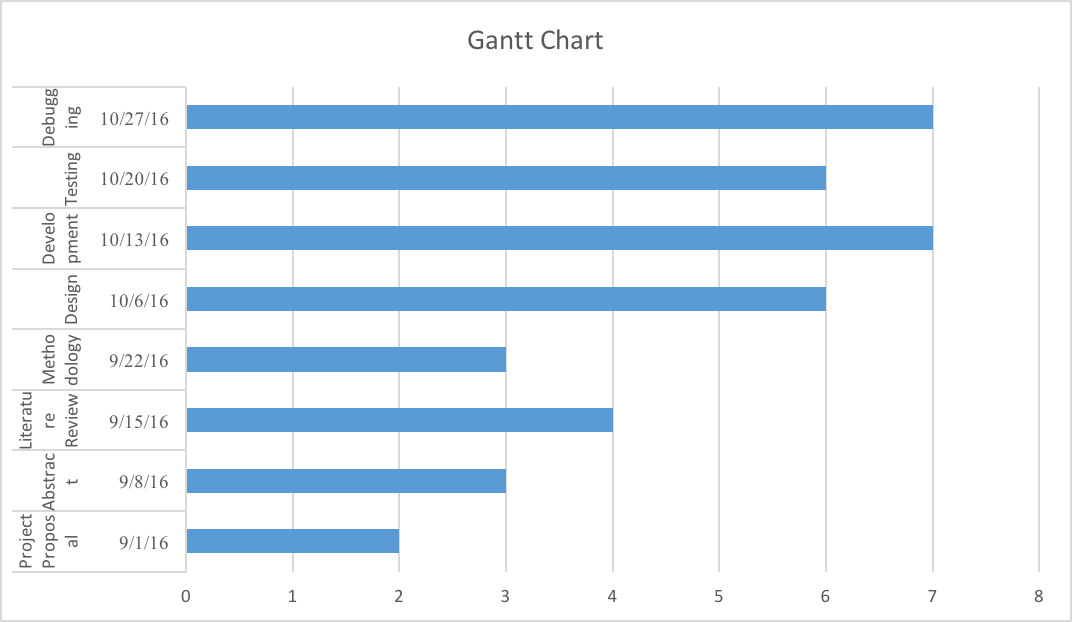 Gantt Chart
Debugg
ing
10/27/16
Testing
10/20/16
Develo
pment
10/13/16
Design
10/6/16
Metho
dology
9/22/16
Literatu
re
Review
9/15/16
Abstrac
t
9/8/16
Project
Propos
al
9/1/16
0 1 2 3 4 5 6 7 8